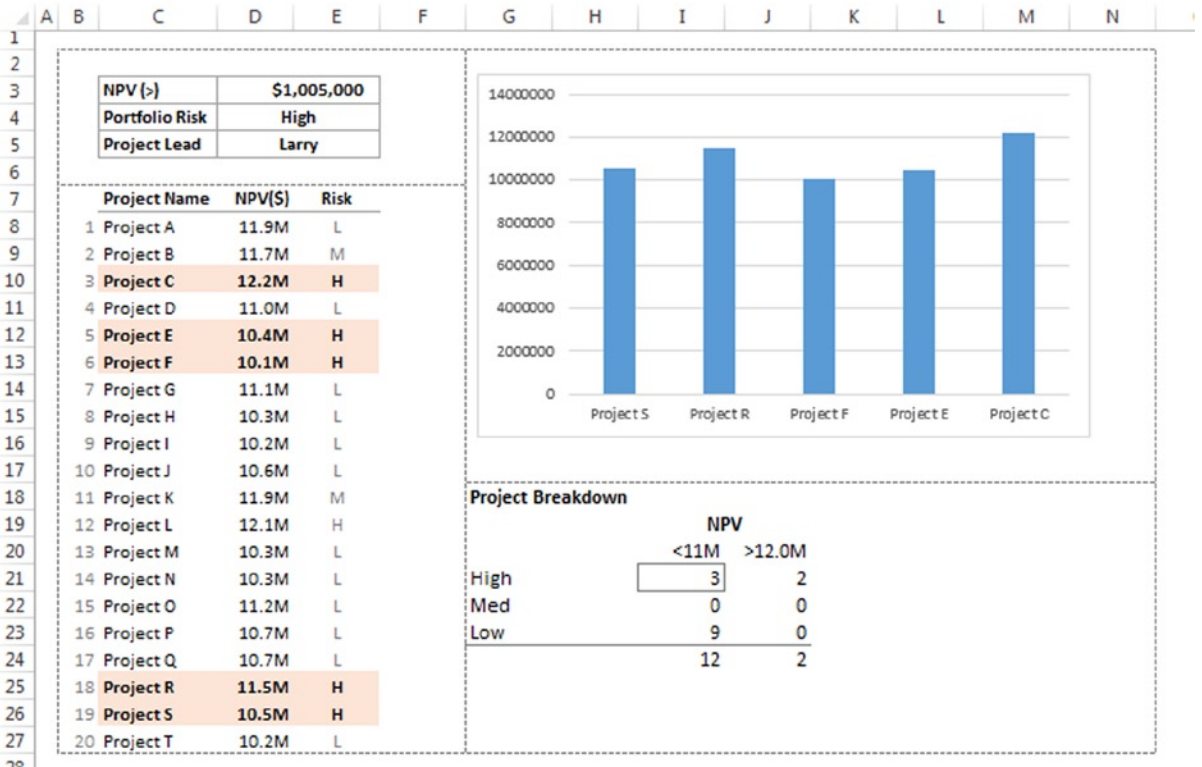 A B C D E F G H I J K L M N
1
2
3 NPV (>) $1,005,000
4 Portfolio Risk High
5 Project Lead Larry
6
7 Project Name NPV($) Risk
8 1 Project A 11.9M L
9 2 Project B 11.7M M
10 3 Project C 12.2M H
11 4 Project D 11.0M L
12 5 Project E 10.4M H
13 6 Project F 10.1M H
14 7 Project G 11.1M L
15 8 Project H 10.3M L
16 9 Project I 10.2M L
17 10 Project J 10.6M L
18 11 Project K 11.9M M
19 12 Project L 12.1M H
20 13 Project M 10.3M L
21 14 Project N 10.3M L
22 15 Project O 11.2M L
23 16 Project P 10.7M L
24 17 Project Q 10.7M L
25 18 Project R 11.5M H
26 19 Project S 10.5M H
27 20 Project T 10.2M L
28
14000000
12000000
10000000
8000000
6000000
4000000
2000000
0
Project S Project R Project F Project E Project C
Project Breakdown
NPV
<11M >12.0M
High 3 2
Med 0 0
Low 9 0
12 2